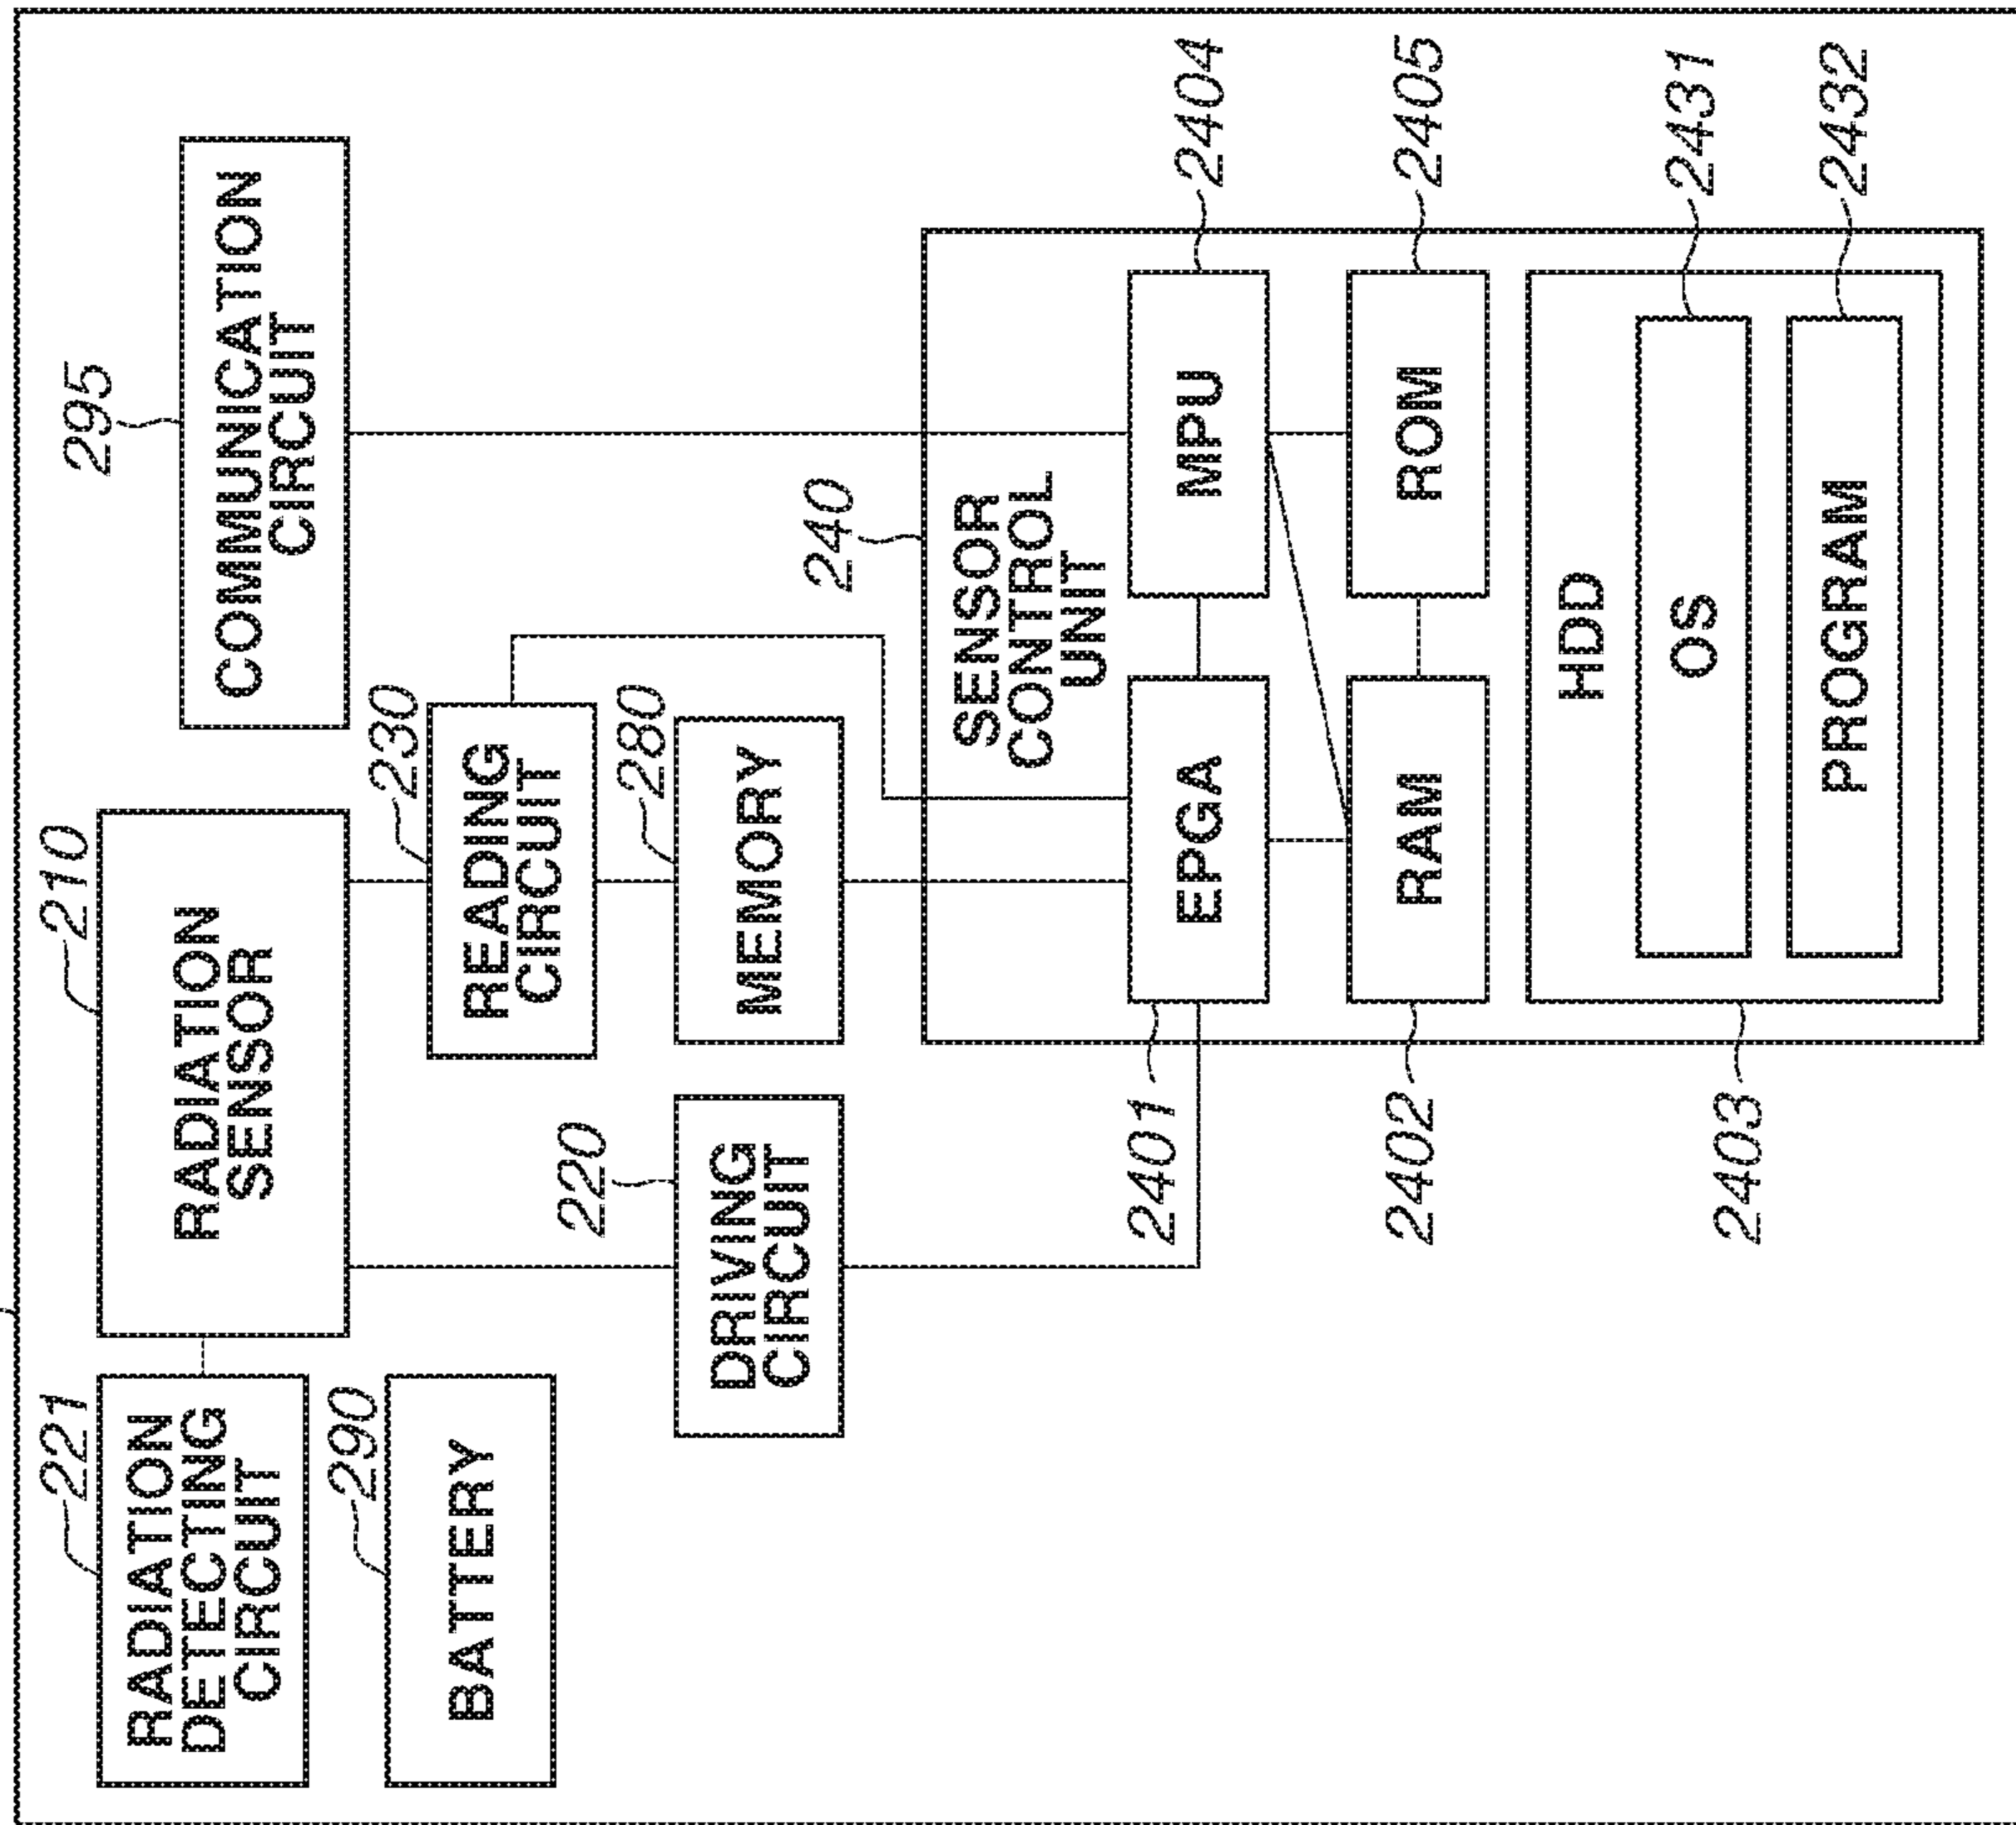 221
210
295
RADIATION
DETECTING
CIRCUIT
RADIATION
SENSOR
COMMUNICATION
CIRCUIT
290
BATTERY
230
READING
CIRCUIT
220
DRIVING
CIRCUIT
280
MEMORY
240
SENSOR
CONTROL
UNIT
2401
EPGA
MPU
2404
2402
RAM
ROM
2405
2403
HDD
OS
2431
PROGRAM
2432